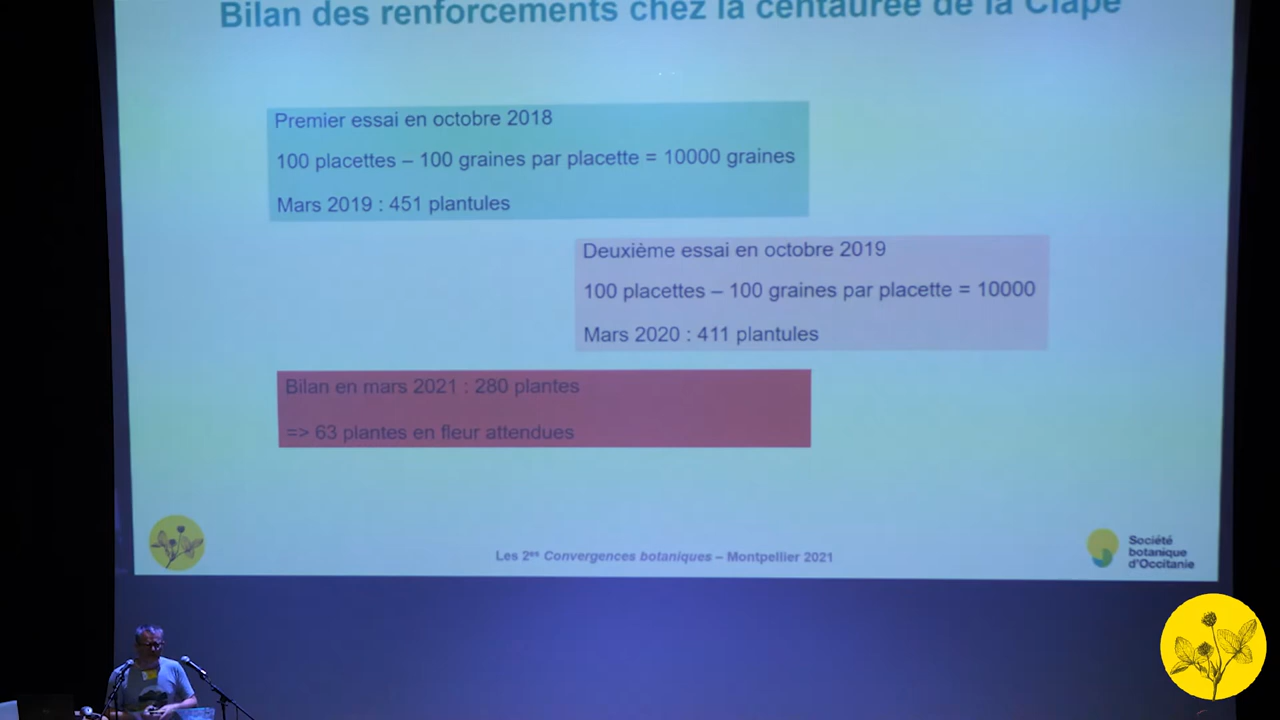 Bilan des renforcements chez la centaurée de la Clape
Premier essai en octobre 2018
100 placettes – 100 graines par placette = 10000 graines
Mars 2019 : 451 plantules
Deuxième essai en octobre 2019
100 placettes – 100 graines par placette = 10000
Mars 2020 : 411 plantules
Bilan en mars 2021 : 280 plantes
=> 63 plantes en fleur attendues
Les 2es Convergences botaniques – Montpellier 2021
Société
botanique
d'Occitanie